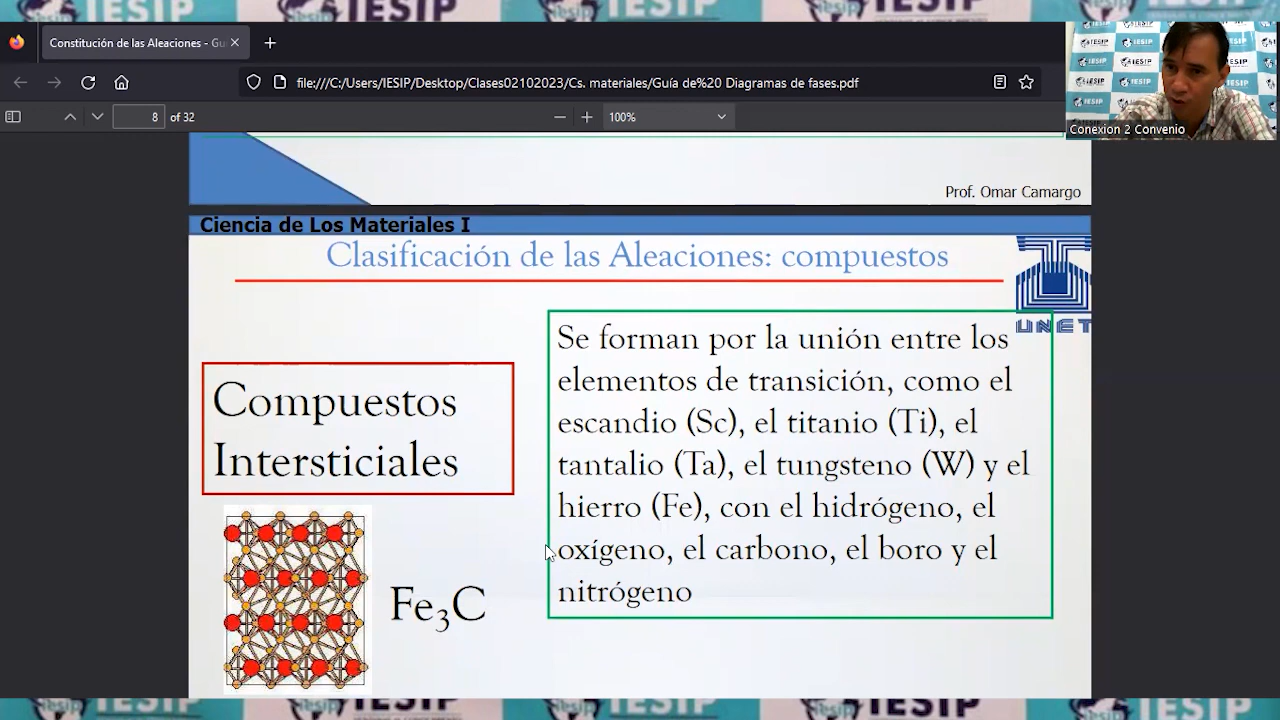 IESIP
Constitución de las Aleaciones - Gu
file:///C:/Users/IESIP/Desktop/Clases02102023/Cs. materiales/Guía de%20 Diagramas de fases.pdf
8 of 32
100%
Conexion 2 Convenio
Prof. Omar Camargo
Ciencia de Los Materiales I
Clasificación de las Aleaciones: compuestos
UNET
Compuestos
Intersticiales
Se forman por la unión entre los
elementos de transición, como el
escandio (Sc), el titanio (Ti), el
tantalio (Ta), el tungsteno (W) y el
hierro (Fe), con el hidrógeno, el
oxígeno, el carbono, el boro y el
nitrógeno
Fe₃C
IESIP